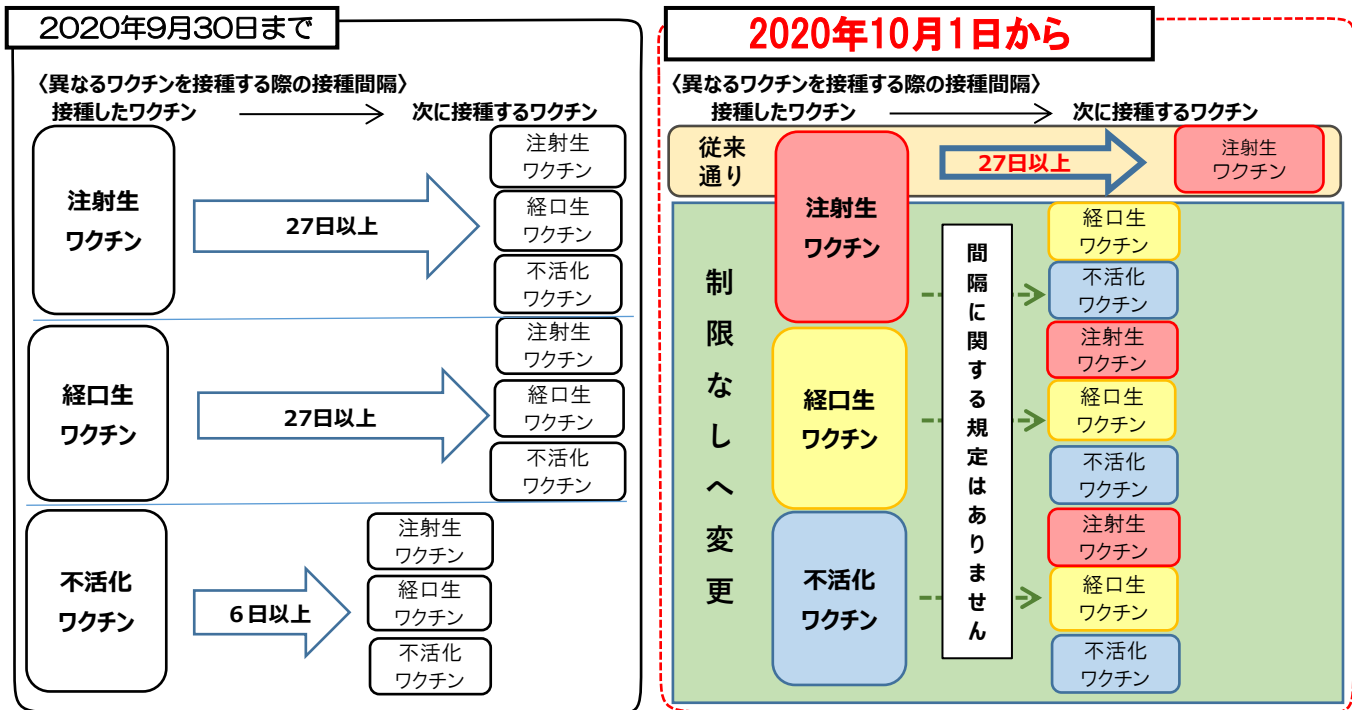 2020年9月30日まで
〈異なるワクチンを接種する際の接種間隔〉
接種したワクチン
次に接種するワクチン
注射生
ワクチン
27日以上
注射生
ワクチン
経口生
ワクチン
不活化
ワクチン
経口生
ワクチン
27日以上
注射生
ワクチン
経口生
ワクチン
不活化
ワクチン
不活化
ワクチン
6日以上
注射生
ワクチン
経口生
ワクチン
不活化
ワクチン
2020年10月1日から
〈異なるワクチンを接種する際の接種間隔〉
接種したワクチン
次に接種するワクチン
従来
通り
注射生
ワクチン
27日以上
注射生
ワクチン
制限なしへ変更
間隔に関する規定はありません
経口生
ワクチン
不活化
ワクチン
経口生
ワクチン
注射生
ワクチン
経口生
ワクチン
不活化
ワクチン
不活化
ワクチン
注射生
ワクチン
経口生
ワクチン
不活化
ワクチン